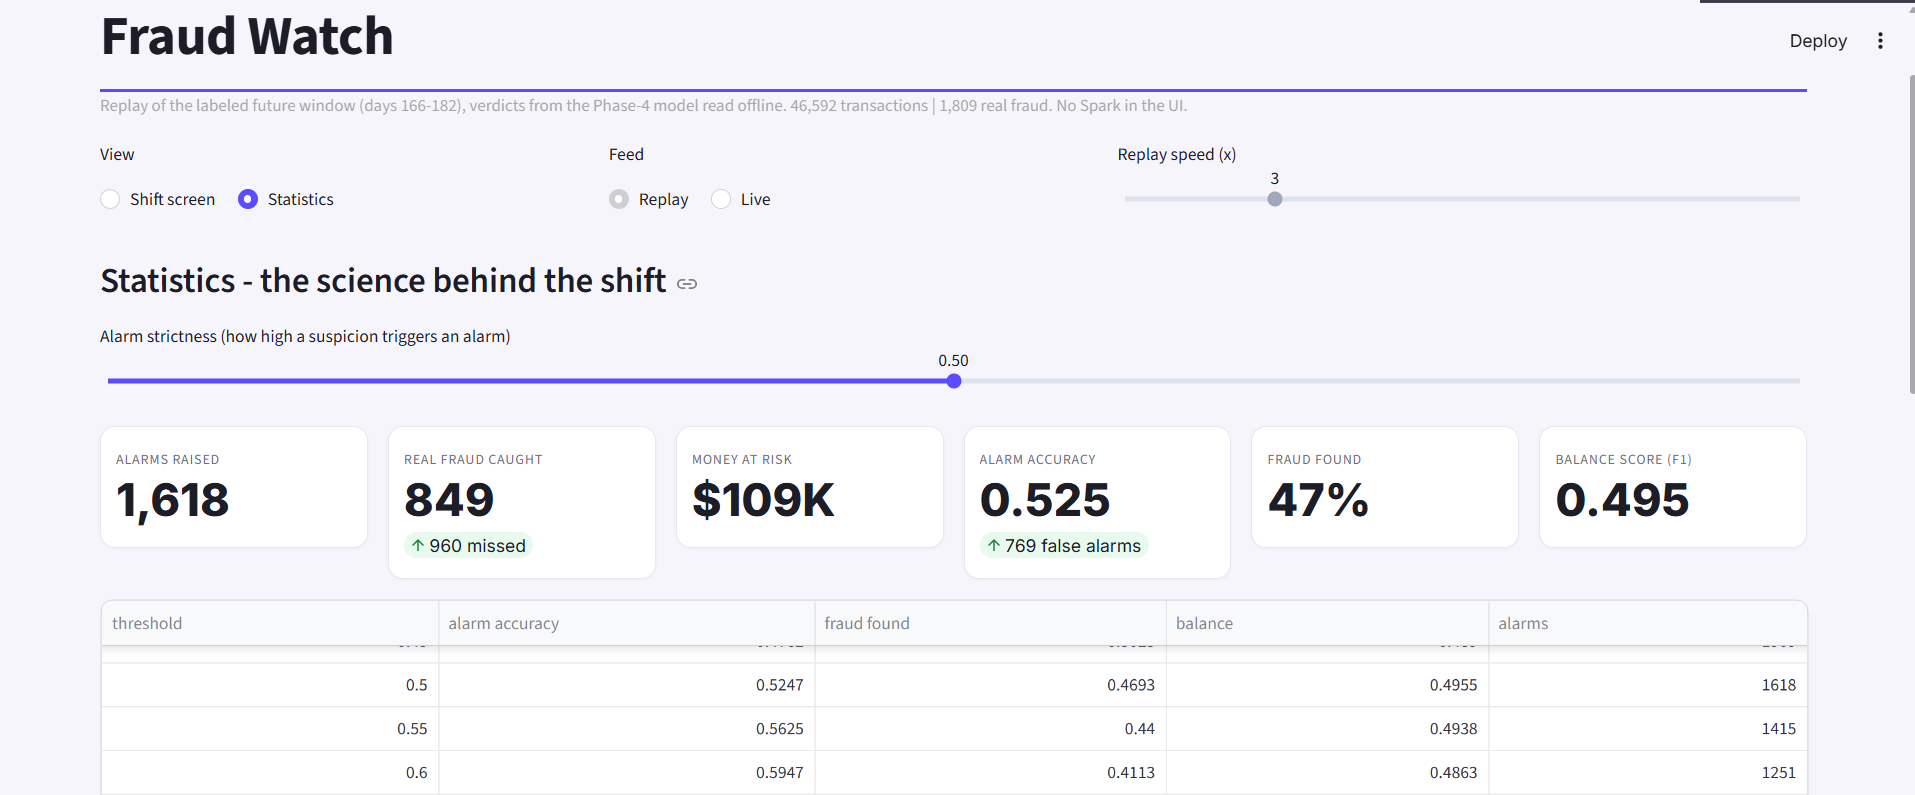 Fraud Watch
Deploy
Replay of the labeled future window (days 166-182), verdicts from the Phase-4 model read offline. 46,592 transactions | 1,809 real fraud. No Spark in the UI.
View
Feed
Replay speed (x)
Shift screen
Statistics
Replay
Live
3
Statistics - the science behind the shift
Alarm strictness (how high a suspicion triggers an alarm)
0.50
ALARMS RAISED
1,618
REAL FRAUD CAUGHT
849
↑ 960 missed
MONEY AT RISK
$109K
ALARM ACCURACY
0.525
↑ 769 false alarms
FRAUD FOUND
47%
BALANCE SCORE (F1)
0.495
threshold alarm accuracy fraud found balance alarms
0.5 0.5247 0.4693 0.4955 1618
0.55 0.5625 0.44 0.4938 1415
0.6 0.5947 0.4113 0.4863 1251